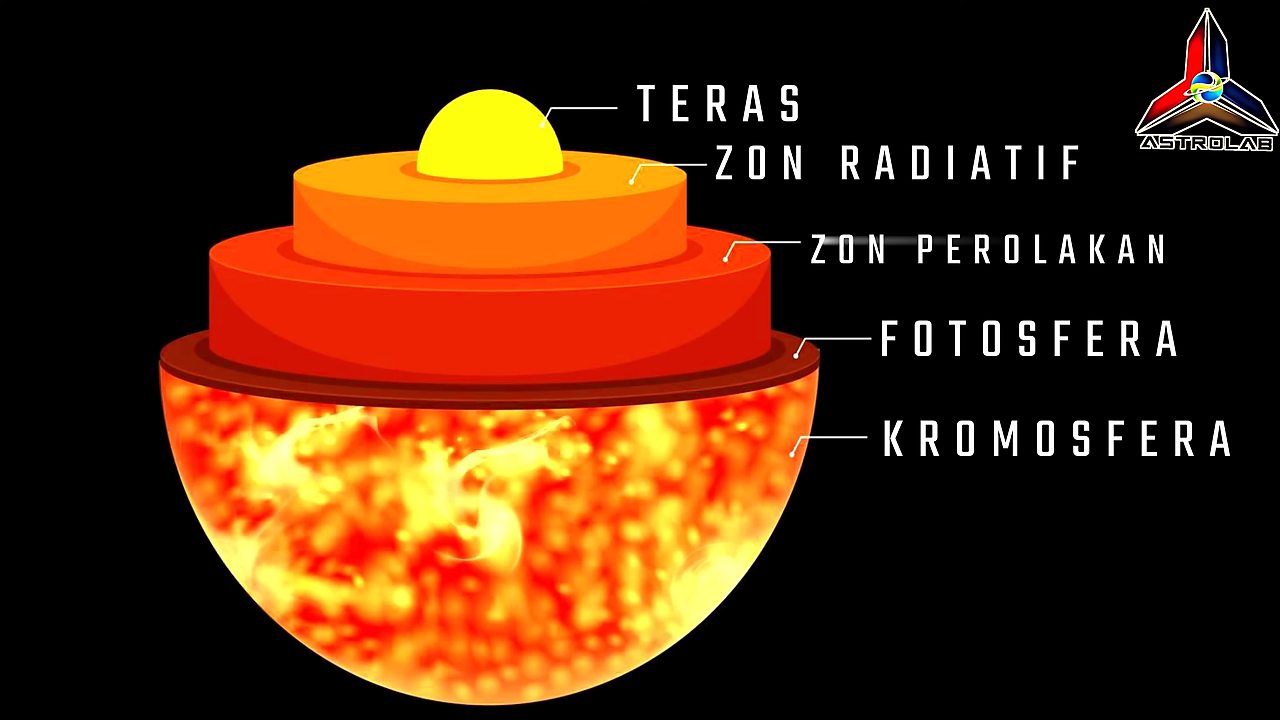 TERAS
ZON RADIATIF
ZON PEROLAKAN
FOTOSFERA
KROMOSFERA
ASTROLAB